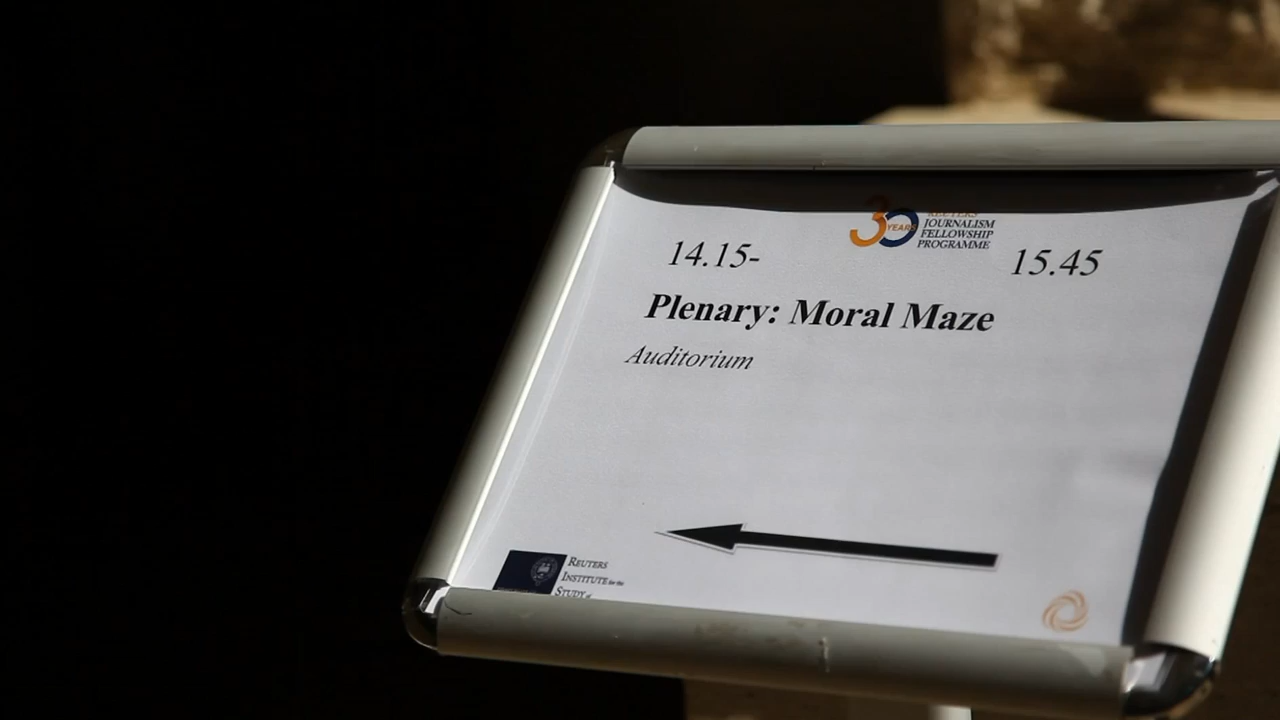 30 YEARS
REUTERS
JOURNALISM
FELLOWSHIP
PROGRAMME
14.15- 15.45
Plenary: Moral Maze
Auditorium
REUTERS
INSTITUTE for the
STUDY of